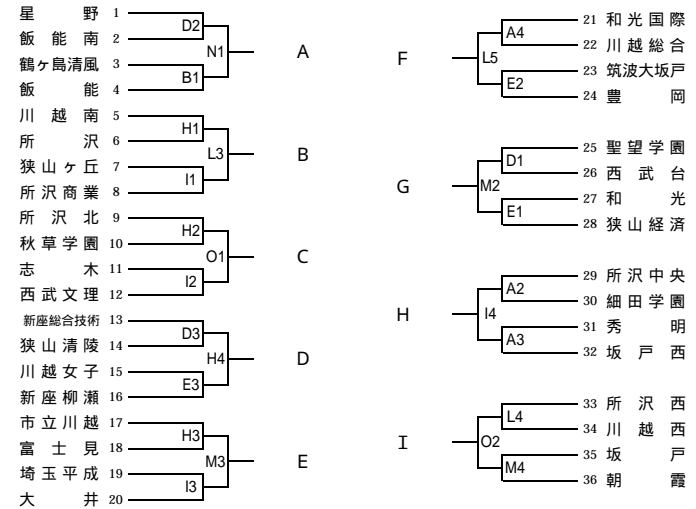 星野 1
D2
飯能南 2
N1
A
鶴ヶ島清風 3
B1
飯能 4
川越南 5
H1
所沢 6
L3
B
狭山ヶ丘 7
I1
所沢商業 8
所沢北 9
H2
秋草学園 10
O1
C
志木 11
I2
西武文理 12
新座総合技術 13
D3
狭山清陵 14
H4
D
川越女子 15
E3
新座柳瀬 16
市立川越 17
H3
富士見 18
M3
E
埼玉平成 19
I3
大井 20
21 和光国際
A4
22 川越総合
F
L5
23 筑波大坂戸
E2
24 豊岡
25 聖望学園
D1
26 西武台
G
M2
27 和光
E1
28 狭山経済
29 所沢中央
A2
30 細田学園
H
I4
31 秀明
A3
32 坂戸西
33 所沢西
L4
34 川越西
I
O2
35 坂戸
M4
36 朝霞